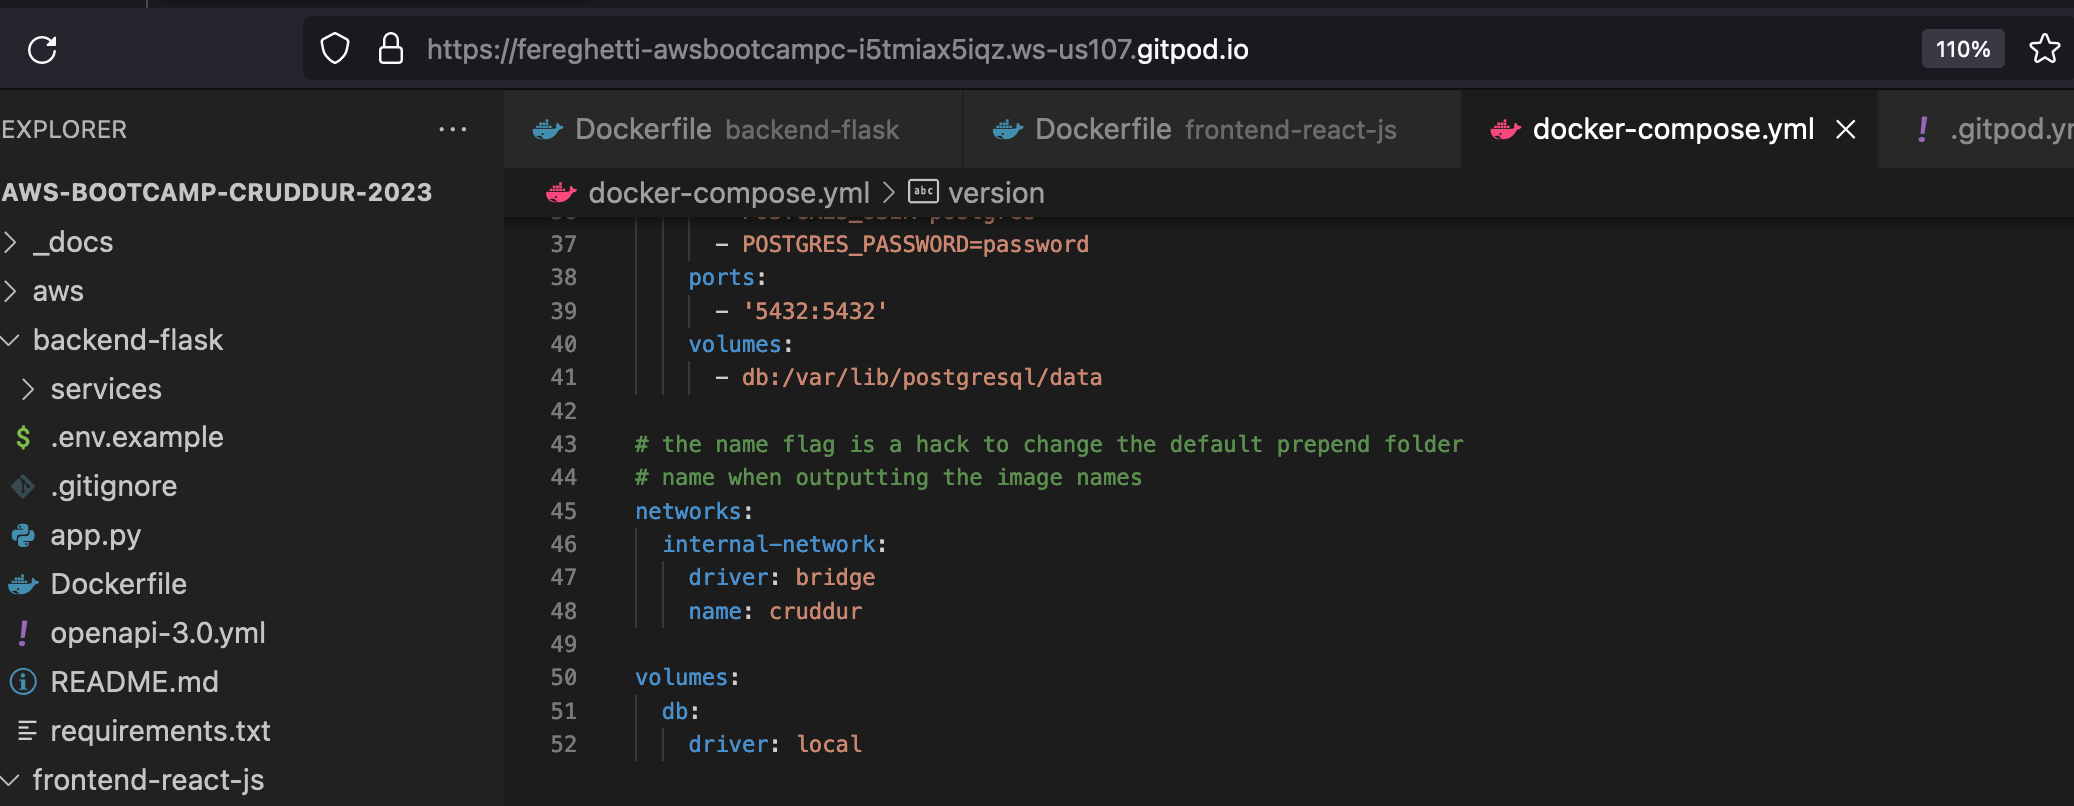 https://fereghetti-awsbootcampc-i5tmiax5iqz.ws-us107.gitpod.io
110%
EXPLORER
···
Dockerfile backend-flask
Dockerfile frontend-react-js
docker-compose.yml
AWS-BOOTCAMP-CRUDDUR-2023
docker-compose.yml > abc version
_docs
aws
backend-flask
services
$ .env.example
.gitignore
app.py
Dockerfile
! openapi-3.0.yml
README.md
requirements.txt
frontend-react-js
37 - POSTGRES_PASSWORD=password
38 ports:
39 - '5432:5432'
40 volumes:
41 - db:/var/lib/postgresql/data
42
43 # the name flag is a hack to change the default prepend folder
44 # name when outputting the image names
45 networks:
46 internal-network:
47 driver: bridge
48 name: cruddur
49
50 volumes:
51 db:
52 driver: local